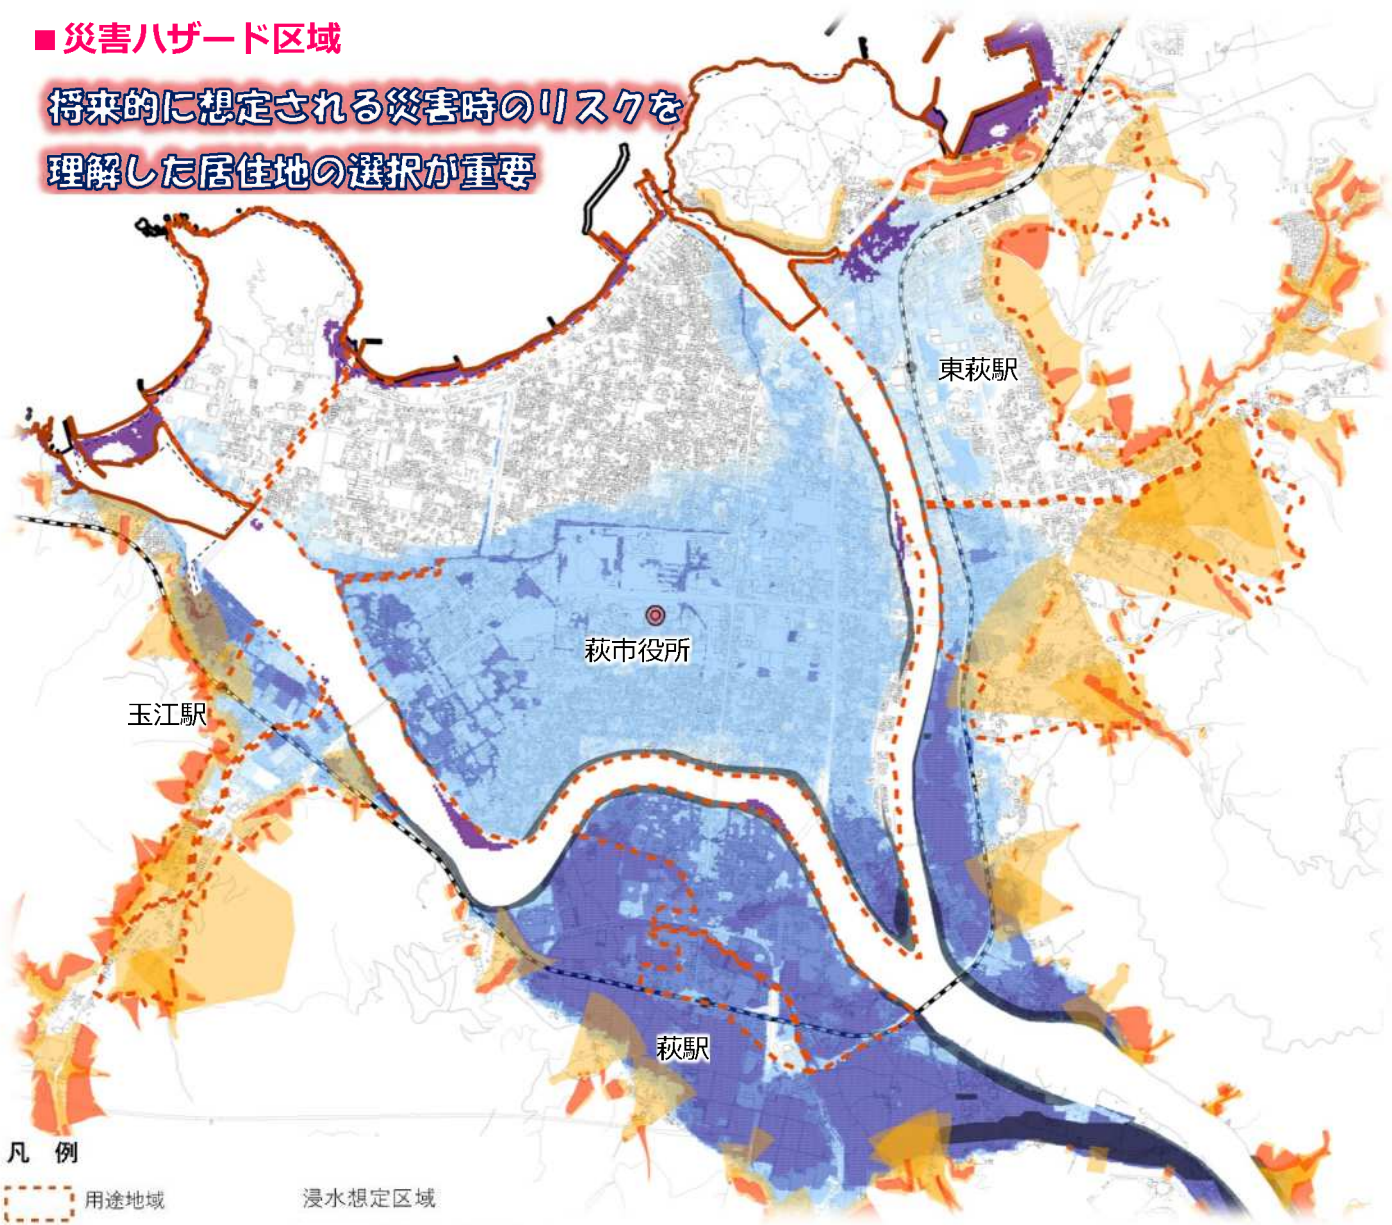 ■災害ハザード区域
将来的に想定される災害時のリスクを
理解した居住地の選択が重要
東萩駅
萩市役所
玉江駅
萩駅
凡 例
用途地域
浸水想定区域